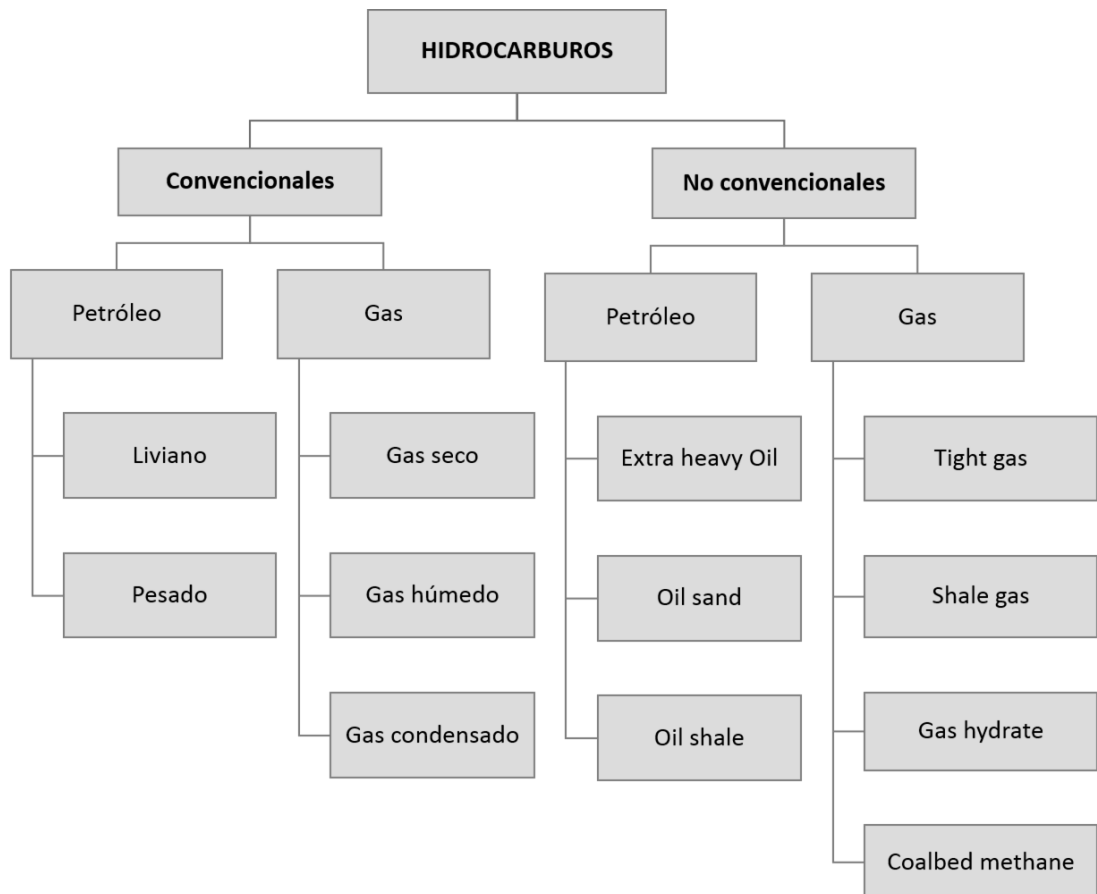 HIDROCARBUROS
Convencionales
No convencionales
Petróleo
Gas
Petróleo
Gas
Liviano
Gas seco
Extra heavy Oil
Tight gas
Pesado
Gas húmedo
Oil sand
Shale gas
Gas condensado
Oil shale
Gas hydrate
Coalbed methane